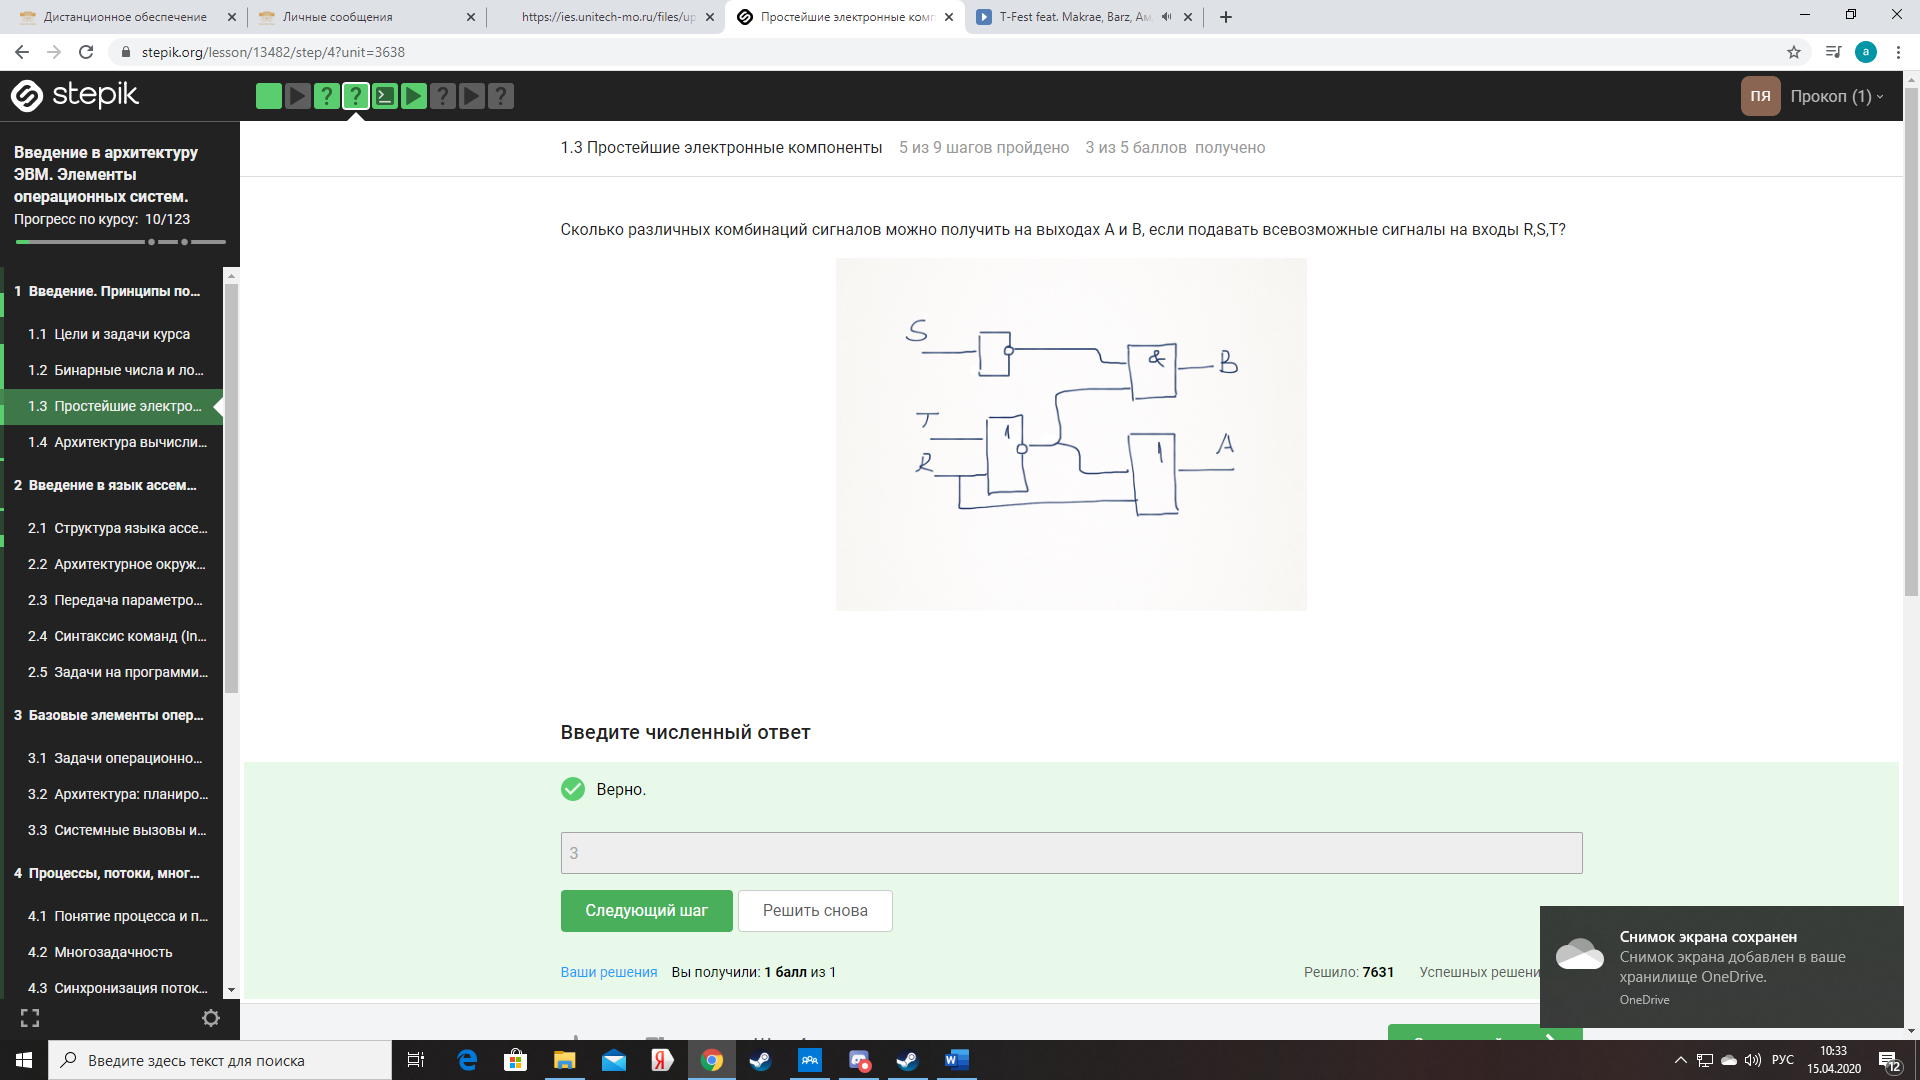 Дистанционное обеспечение
Личные сообщения
https://ies.unitech-mo.ru/files/up
Простейшие электронные комп
T-Fest feat. Makrae, Barz, Ам
stepik.org/lesson/13482/step/4?unit=3638
a
stepik
? ? ? ?
ПЯ
Прокоп (1)
Введение в архитектуру
ЭВМ. Элементы
операционных систем.
Прогресс по курсу: 10/123
1 Введение. Принципы по...
1.1 Цели и задачи курса
1.2 Бинарные числа и ло...
1.3 Простейшие электро...
1.4 Архитектура вычисли...
2 Введение в язык ассем...
2.1 Структура языка ассе...
2.2 Архитектурное окруж...
2.3 Передача параметро...
2.4 Синтаксис команд (In...
2.5 Задачи на программи...
3 Базовые элементы опер...
3.1 Задачи операционно...
3.2 Архитектура: планиро...
3.3 Системные вызовы и...
4 Процессы, потоки, мног...
4.1 Понятие процесса и п...
4.2 Многозадачность
4.3 Синхронизация поток...
1.3 Простейшие электронные компоненты 5 из 9 шагов пройдено 3 из 5 баллов получено
Сколько различных комбинаций сигналов можно получить на выходах A и B, если подавать всевозможные сигналы на входы R,S,T?
S
& B
T
1
R
1 A
Введите численный ответ
Верно.
3
Следующий шаг
Решить снова
Ваши решения Вы получили: 1 балл из 1
Решило: 7631 Успешных решени
Снимок экрана сохранен
Снимок экрана добавлен в ваше
хранилище OneDrive.
OneDrive
Введите здесь текст для поиска
РУС
10:33
15.04.2020
12